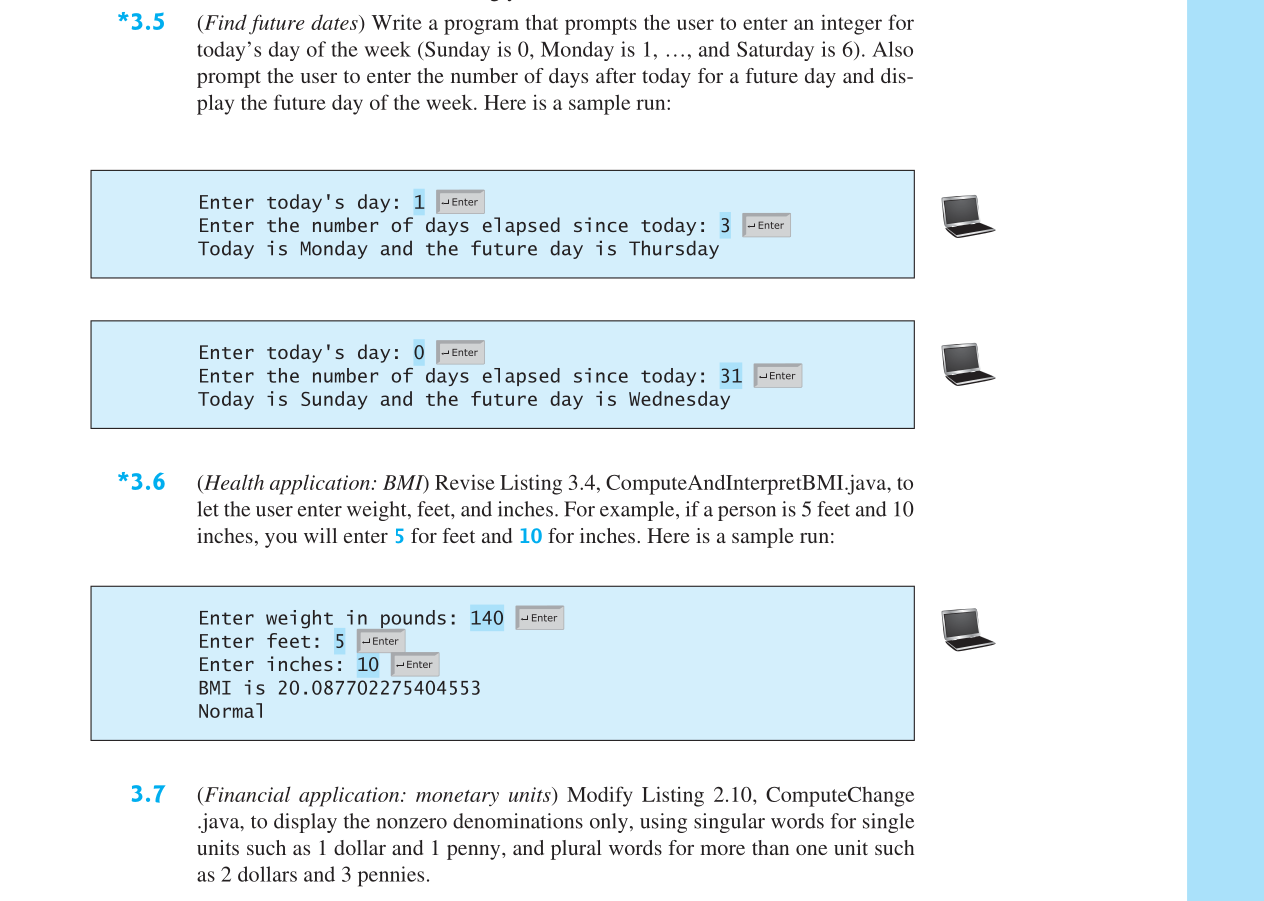 *3.5 (Find future dates) Write a program that prompts the user to enter an integer for
today's day of the week (Sunday is 0, Monday is 1, …, and Saturday is 6). Also
prompt the user to enter the number of days after today for a future day and dis-
play the future day of the week. Here is a sample run:
Enter today's day: 1 ↵Enter
Enter the number of days elapsed since today: 3 ↵Enter
Today is Monday and the future day is Thursday
Enter today's day: 0 ↵Enter
Enter the number of days elapsed since today: 31 ↵Enter
Today is Sunday and the future day is Wednesday
*3.6 (Health application: BMI) Revise Listing 3.4, ComputeAndInterpretBMI.java, to
let the user enter weight, feet, and inches. For example, if a person is 5 feet and 10
inches, you will enter 5 for feet and 10 for inches. Here is a sample run:
Enter weight in pounds: 140 ↵Enter
Enter feet: 5 ↵Enter
Enter inches: 10 ↵Enter
BMI is 20.087702275404553
Normal
3.7 (Financial application: monetary units) Modify Listing 2.10, ComputeChange
.java, to display the nonzero denominations only, using singular words for single
units such as 1 dollar and 1 penny, and plural words for more than one unit such
as 2 dollars and 3 pennies.